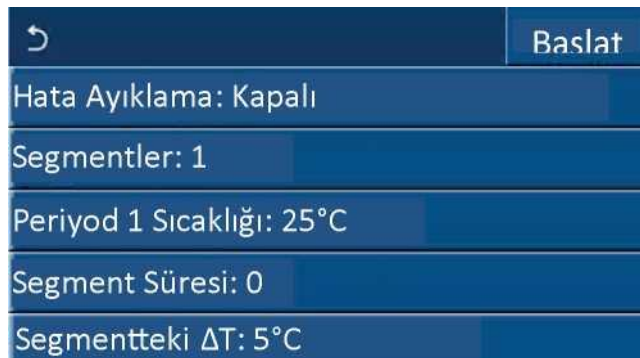 Baslat
Hata Ayıklama: Kapalı
Segmentler: 1
Periyod 1 Sıcaklığı: 25°C
Segment Süresi: 0
Segmentteki ΔT: 5°C